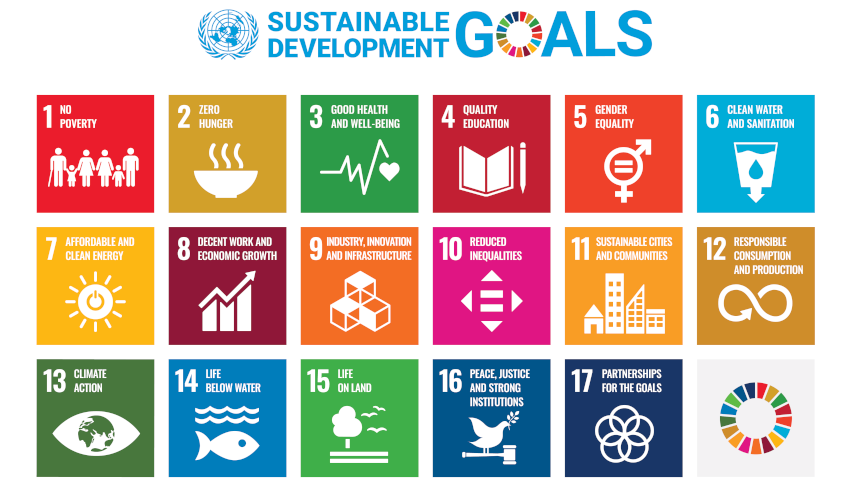 SUSTAINABLE
DEVELOPMENT
GOALS
1 NO
POVERTY
2 ZERO
HUNGER
3 GOOD HEALTH
AND WELL-BEING
4 QUALITY
EDUCATION
5 GENDER
EQUALITY
6 CLEAN WATER
AND SANITATION
7 AFFORDABLE AND
CLEAN ENERGY
8 DECENT WORK AND
ECONOMIC GROWTH
9 INDUSTRY, INNOVATION
AND INFRASTRUCTURE
10 REDUCED
INEQUALITIES
11 SUSTAINABLE CITIES
AND COMMUNITIES
12 RESPONSIBLE
CONSUMPTION
AND PRODUCTION
13 CLIMATE
ACTION
14 LIFE
BELOW WATER
15 LIFE
ON LAND
16 PEACE, JUSTICE
AND STRONG
INSTITUTIONS
17 PARTNERSHIPS
FOR THE GOALS